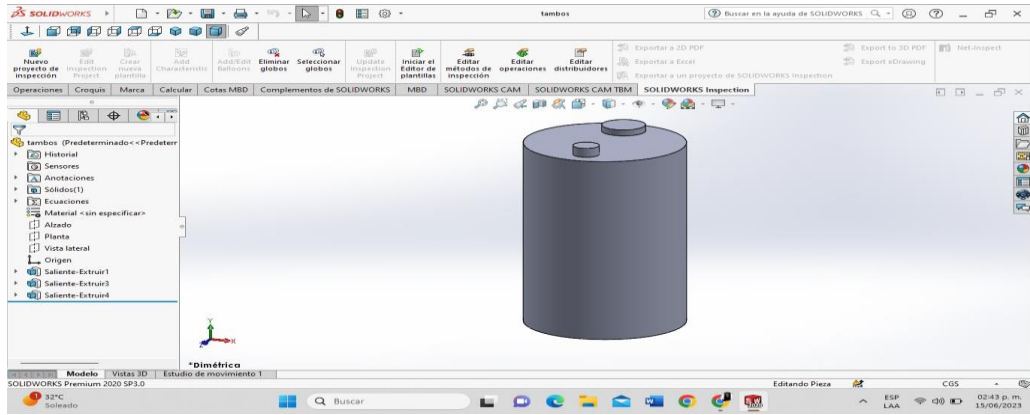 SOLIDWORKS
tambos
Buscar en la ayuda de SOLIDWORKS
Nuevo proyecto de inspección
Edit Inspection Project
Crear nueva plantilla
Add Characteristic
Add/Edit Balloons
Eliminar globos
Seleccionar globos
Update Inspection Project
Iniciar el Editor de plantillas
Editar métodos de inspección
Editar operaciones
Editar distribuidores
Exportar a 2D PDF
Exportar a Excel
Exportar a un proyecto de SOLIDWORKS Inspection
Export to 3D PDF
Export eDrawing
Net-Inspect
Operaciones Croquis Marca Calcular Cotas MBD Complementos de SOLIDWORKS MBD SOLIDWORKS CAM SOLIDWORKS CAM TBM SOLIDWORKS Inspection
tambos (Predeterminado<<Predeterr
Historial
Sensores
Anotaciones
Sólidos(1)
Ecuaciones
Material <sin especificar>
Alzado
Planta
Vista lateral
Origen
Saliente-Extruir1
Saliente-Extruir3
Saliente-Extruir4
*Dimétrica
Modelo Vistas 3D Estudio de movimiento 1
SOLIDWORKS Premium 2020 SP3.0
Editando Pieza
CGS
32°C
Soleado
Buscar
ESP
LAA
02:43 p. m.
15/06/2023